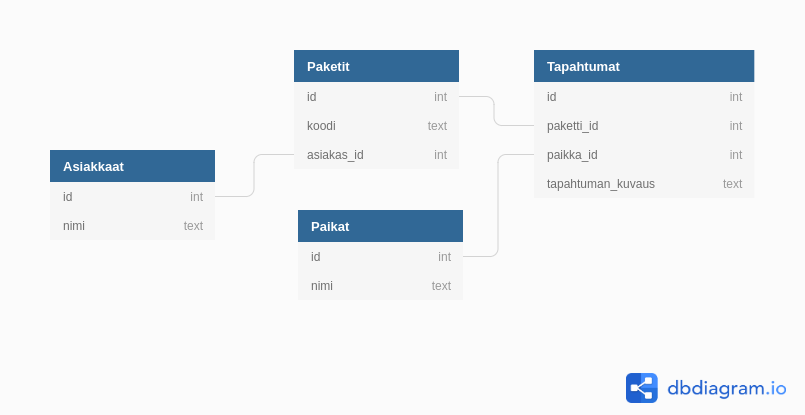 Asiakkaat
id int
nimi text
Paketit
id int
koodi text
asiakas_id int
Paikat
id int
nimi text
Tapahtumat
id int
paketti_id int
paikka_id int
tapahtuman_kuvaus text
dbdiagram.io